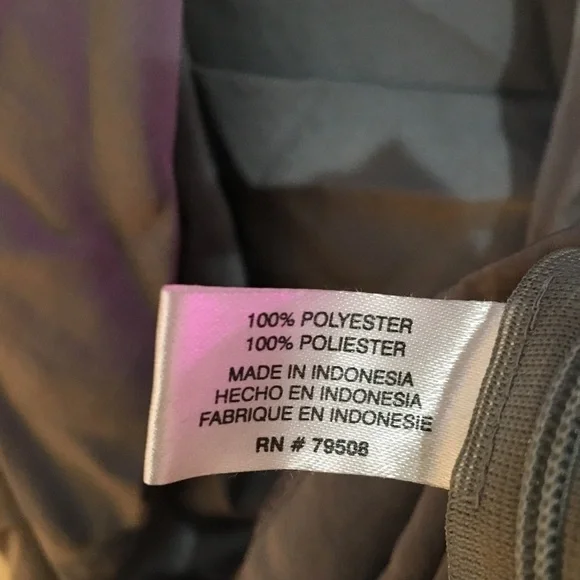 100% POLYESTER
100% POLIESTER
MADE IN INDONESIA
HECHO EN INDONESIA
FABRIQUE EN INDONESIE
RN # 79508